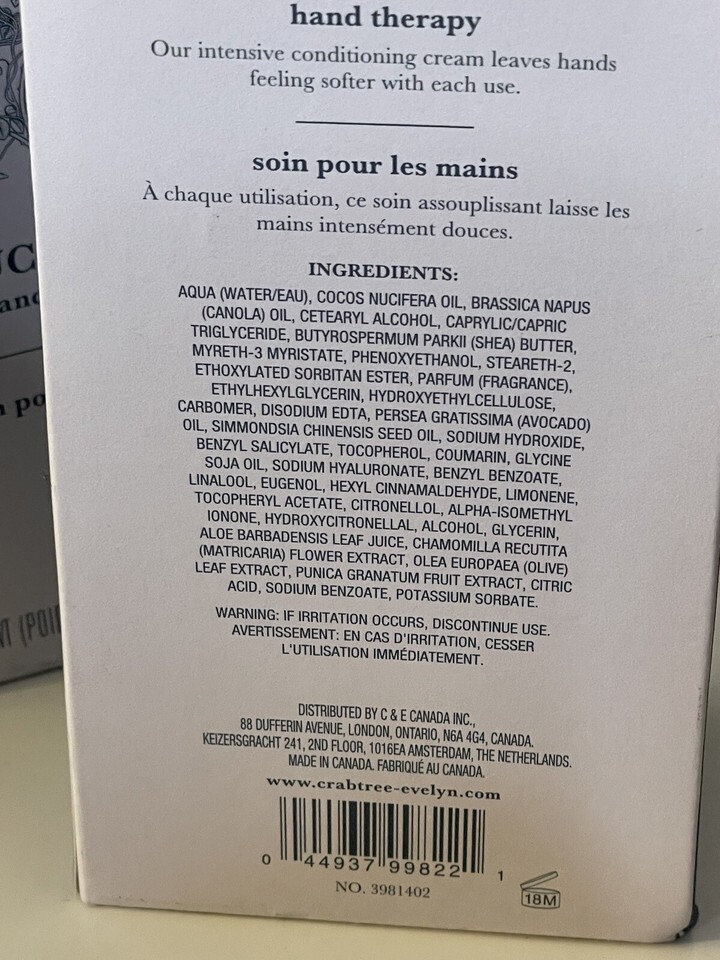 hand therapy
Our intensive conditioning cream leaves hands
feeling softer with each use.
soin pour les mains
À chaque utilisation, ce soin assouplissant laisse les
mains intensément douces.
INGREDIENTS:
AQUA (WATER/EAU), COCOS NUCIFERA OIL, BRASSICA NAPUS
(CANOLA) OIL, CETEARYL ALCOHOL, CAPRYLIC/CAPRIC
TRIGLYCERIDE, BUTYROSPERMUM PARKII (SHEA) BUTTER,
MYRETH-3 MYRISTATE, PHENOXYETHANOL, STEARETH-2,
ETHOXYLATED SORBITAN ESTER, PARFUM (FRAGRANCE),
ETHYLHEXYLGLYCERIN, HYDROXYETHYLCELLULOSE,
CARBOMER, DISODIUM EDTA, PERSEA GRATISSIMA (AVOCADO)
OIL, SIMMONDSIA CHINENSIS SEED OIL, SODIUM HYDROXIDE,
BENZYL SALICYLATE, TOCOPHEROL, COUMARIN, GLYCINE
SOJA OIL, SODIUM HYALURONATE, BENZYL BENZOATE,
LINALOOL, EUGENOL, HEXYL CINNAMALDEHYDE, LIMONENE,
TOCOPHERYL ACETATE, CITRONELLOL, ALPHA-ISOMETHYL
IONONE, HYDROXYCITRONELLAL, ALCOHOL, GLYCERIN,
ALOE BARBADENSIS LEAF JUICE, CHAMOMILLA RECUTITA
(MATRICARIA) FLOWER EXTRACT, OLEA EUROPAEA (OLIVE)
LEAF EXTRACT, PUNICA GRANATUM FRUIT EXTRACT, CITRIC
ACID, SODIUM BENZOATE, POTASSIUM SORBATE.
WARNING: IF IRRITATION OCCURS, DISCONTINUE USE.
AVERTISSEMENT: EN CAS D'IRRITATION, CESSER
L'UTILISATION IMMÉDIATEMENT.
DISTRIBUTED BY C & E CANADA INC.,
88 DUFFERIN AVENUE, LONDON, ONTARIO, N6A 4G4, CANADA.
KEIZERSGRACHT 241, 2ND FLOOR, 1016EA AMSTERDAM, THE NETHERLANDS.
MADE IN CANADA. FABRIQUÉ AU CANADA.
www.crabtree-evelyn.com
0 44937 99822 1
NO. 3981402
18M